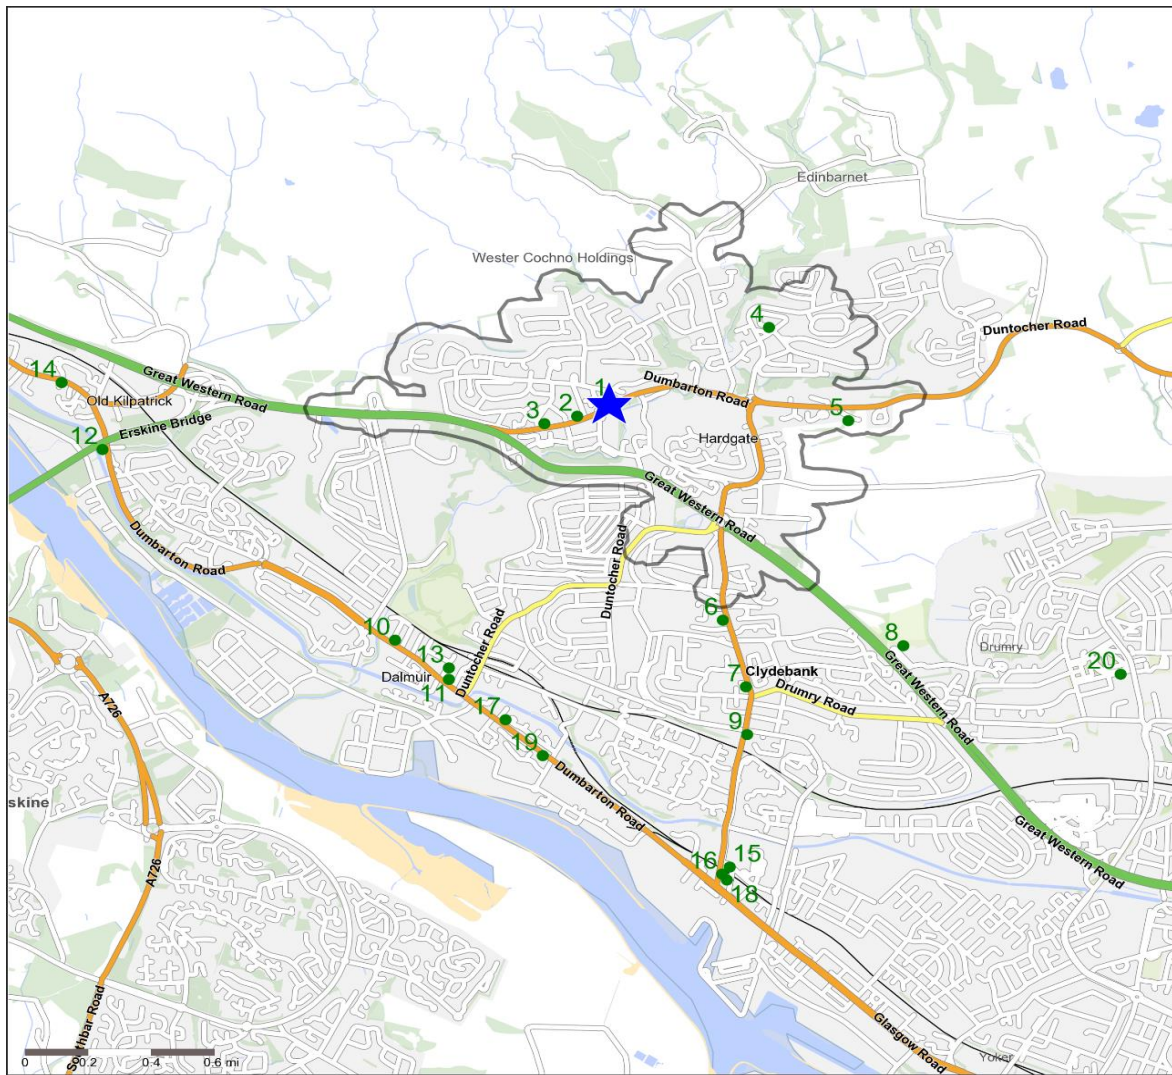 Edinbarnet
Wester Cochno Holdings
4
Duntocher Road
14
Great Western Road
Old Kilpatrick
Erskine Bridge
12
1
Dumbarton Road
2
3
5
Hardgate
Great Western Road
Dumbarton Road
Duntocher Road
6
8
Drumry
10
13
Dalmuir
11
Duntocher Road
7
Clydebank
Drumry Road
Great Western Road
20
A726
17
9
19
Dumbarton Road
skine
A726
Great Western Road
16
15
18
Southbar Road
Glasgow Road
Yoker
0 0.2 0.4 0.6 mi